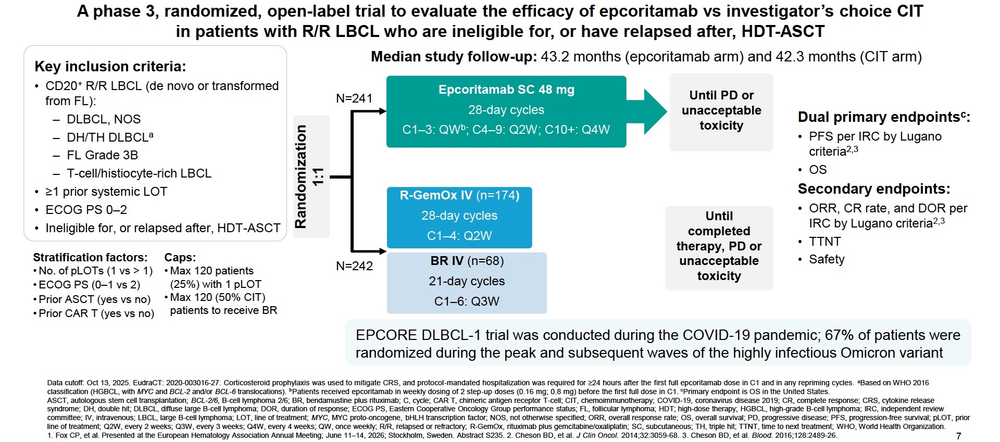 A phase 3, randomized, open-label trial to evaluate the efficacy of epcoritamab vs investigator's choice CIT
in patients with R/R LBCL who are ineligible for, or have relapsed after, HDT-ASCT
Key inclusion criteria:
• CD20⁺ R/R LBCL (de novo or transformed
from FL):
– DLBCL, NOS
– DH/TH DLBCLᵃ
– FL Grade 3B
– T-cell/histiocyte-rich LBCL
• ≥1 prior systemic LOT
• ECOG PS 0–2
• Ineligible for, or relapsed after, HDT-ASCT
Stratification factors:
• No. of pLOTs (1 vs > 1)
• ECOG PS (0–1 vs 2)
• Prior ASCT (yes vs no)
• Prior CAR T (yes vs no)
Caps:
• Max 120 patients
(25%) with 1 pLOT
• Max 120 (50% CIT)
patients to receive BR
Median study follow-up: 43.2 months (epcoritamab arm) and 42.3 months (CIT arm)
Randomization
1:1
N=241
Epcoritamab SC 48 mg
28-day cycles
C1–3: QWᵇ; C4–9: Q2W; C10+: Q4W
Until PD or
unacceptable
toxicity
N=242
R-GemOx IV (n=174)
28-day cycles
C1–4: Q2W
BR IV (n=68)
21-day cycles
C1–6: Q3W
Until
completed
therapy, PD or
unacceptable
toxicity
Dual primary endpointsᶜ:
• PFS per IRC by Lugano
criteria²,³
• OS
Secondary endpoints:
• ORR, CR rate, and DOR per
IRC by Lugano criteria²,³
• TTNT
• Safety
EPCORE DLBCL-1 trial was conducted during the COVID-19 pandemic; 67% of patients were
randomized during the peak and subsequent waves of the highly infectious Omicron variant
Data cutoff: Oct 13, 2025. EudraCT: 2020-003016-27. Corticosteroid prophylaxis was used to mitigate CRS, and protocol-mandated hospitalization was required for ≥24 hours after the first full epcoritamab dose in C1 and in any repriming cycles. ᵃBased on WHO 2016
classification (HGBCL, with MYC and BCL-2 and/or BCL-6 translocations). ᵇPatients received epcoritamab in weekly dosing of 2 step-up doses (0.16 mg; 0.8 mg) before the first full dose in C1. ᶜPrimary endpoint is OS in the United States.
ASCT, autologous stem cell transplantation; BCL-2/6, B-cell lymphoma 2/6; BR, bendamustine plus rituximab; C, cycle; CAR T, chimeric antigen receptor T-cell; CIT, chemoimmunotherapy; COVID-19, coronavirus disease 2019; CR, complete response; CRS, cytokine release
syndrome; DH, double hit; DLBCL, diffuse large B-cell lymphoma; DOR, duration of response; ECOG PS, Eastern Cooperative Oncology Group performance status; FL, follicular lymphoma; HDT: high-dose therapy; HGBCL, high-grade B-cell lymphoma; IRC, independent review
committee; IV, intravenous; LBCL, large B-cell lymphoma; LOT, line of treatment; MYC, MYC proto-oncogene, bHLH transcription factor; NOS, not otherwise specified; ORR, overall response rate; OS, overall survival; PD, progressive disease; PFS, progression-free survival; pLOT, prior
line of treatment; Q2W, every 2 weeks; Q3W, every 3 weeks; Q4W, every 4 weeks; QW, once weekly; R/R, relapsed or refractory; R-GemOx, rituximab plus gemcitabine/oxaliplatin; SC, subcutaneous; TH, triple hit; TTNT, time to next treatment; WHO, World Health Organization.
1. Fox CP, et al. Presented at the European Hematology Association Annual Meeting; June 11–14, 2026; Stockholm, Sweden. Abstract S235. 2. Cheson BD, et al. J Clin Oncol. 2014;32:3059-68. 3. Cheson BD, et al. Blood. 2016;128:2489-26.
7